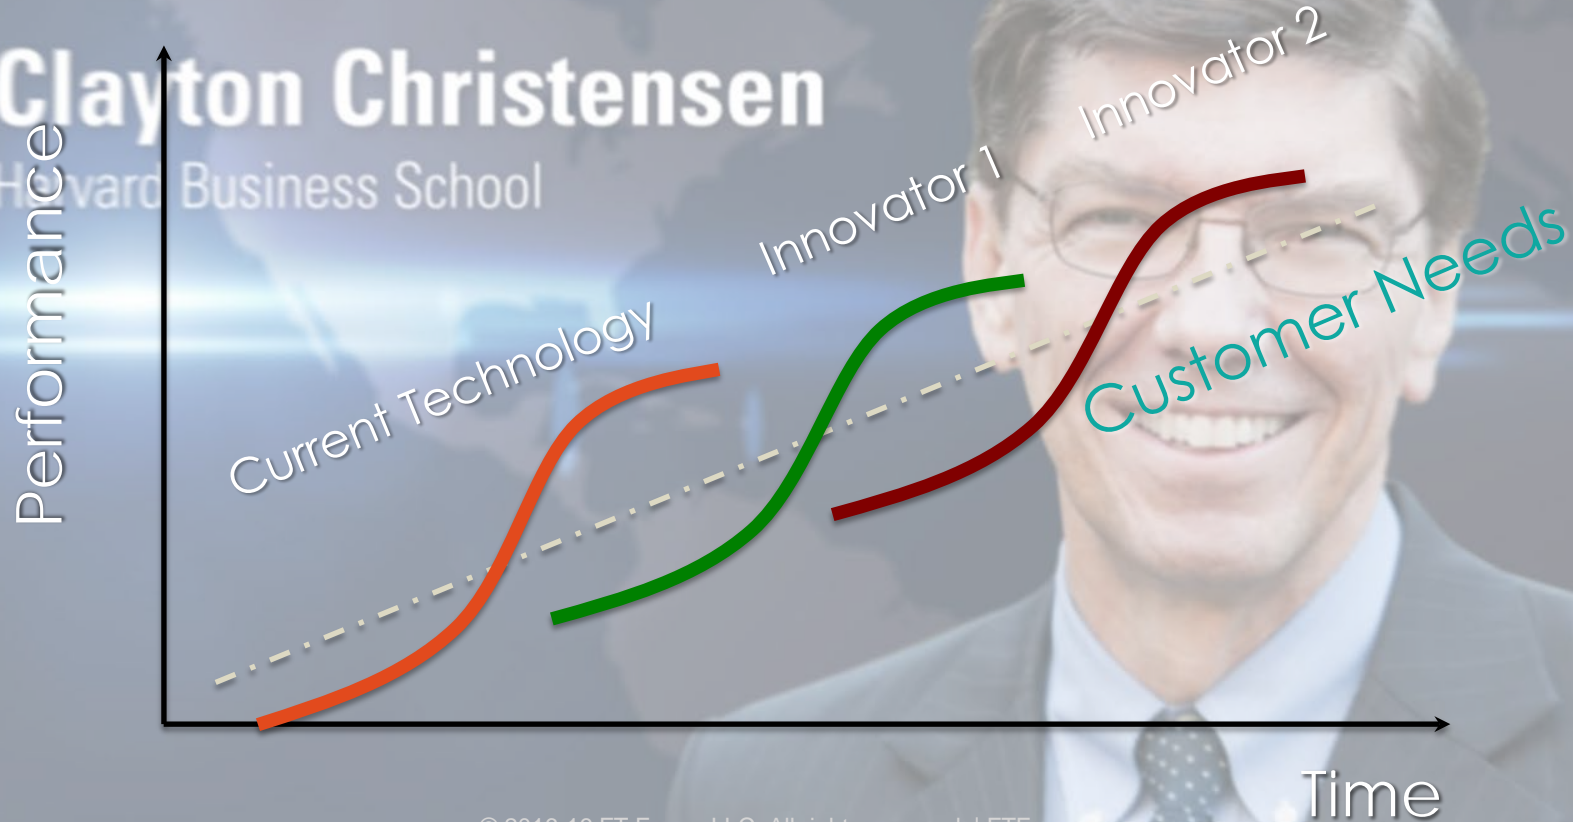 Clayton Christensen
Harvard Business School
Performance
Current Technology
Innovator 1
Innovator 2
Customer Needs
Time